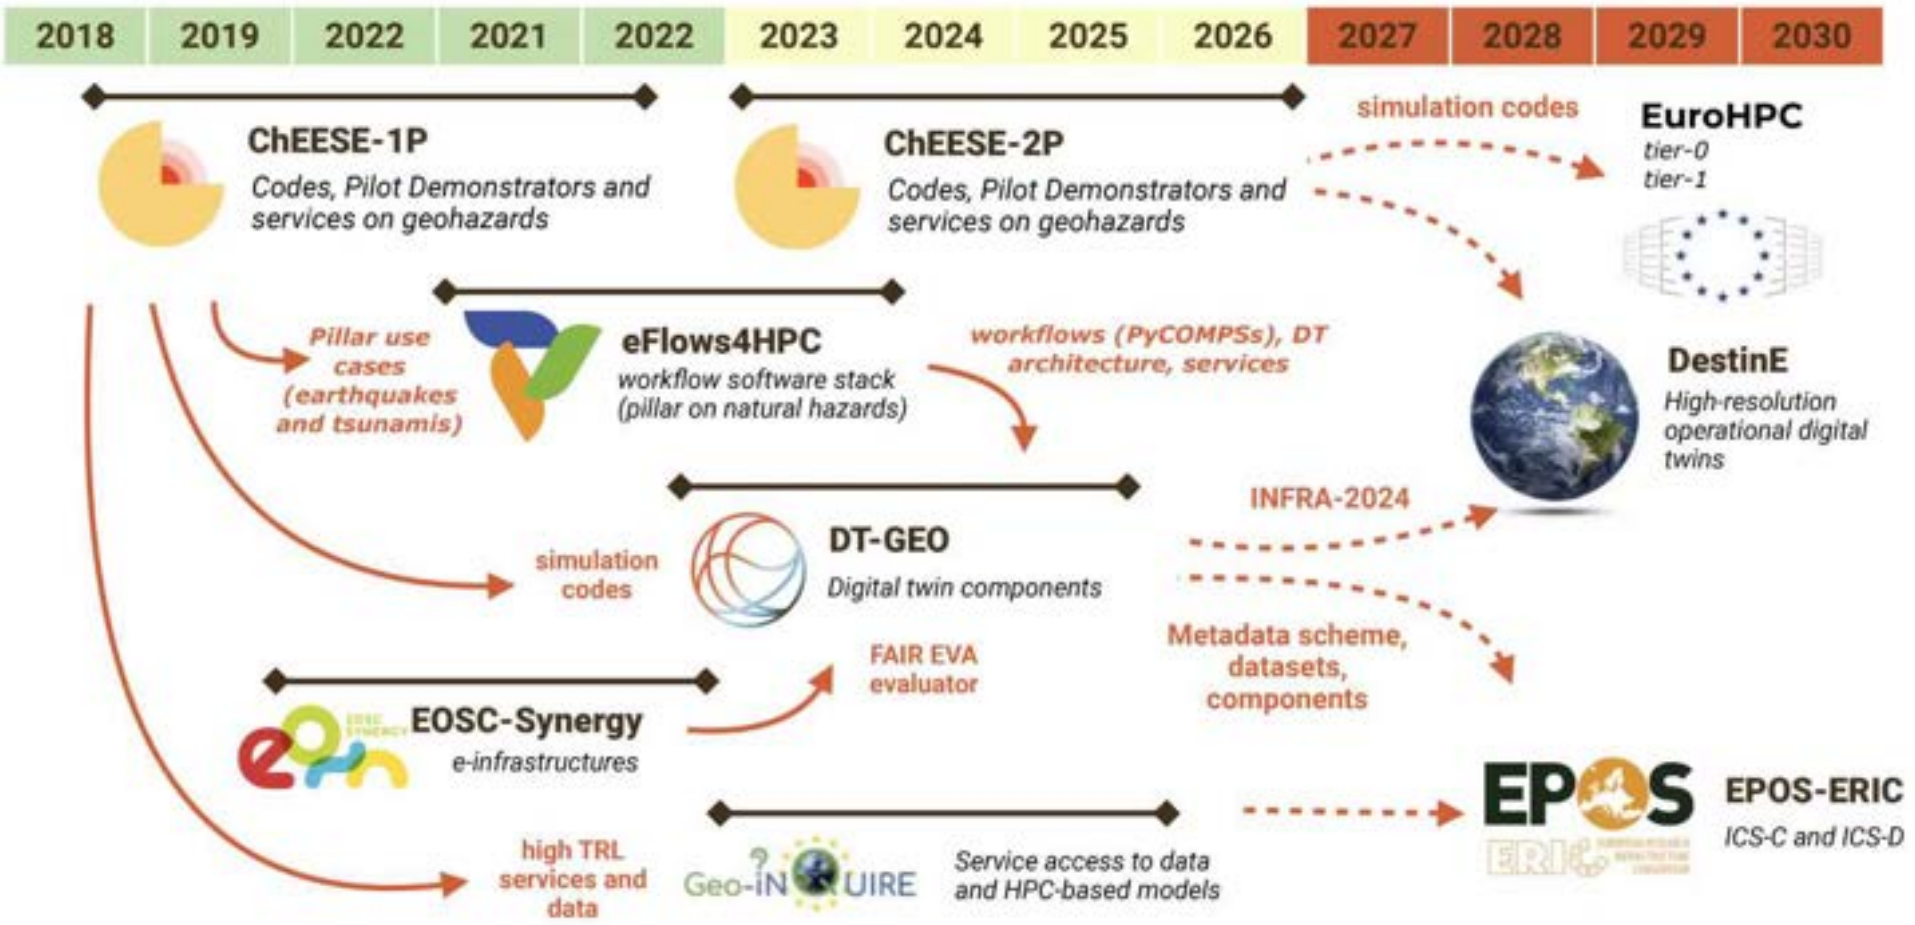 2018 2019 2022 2021 2022 2023 2024 2025 2026 2027 2028 2029 2030
ChEESE-1P
Codes, Pilot Demonstrators and
services on geohazards
ChEESE-2P
Codes, Pilot Demonstrators and
services on geohazards
simulation codes
EuroHPC
tier-0
tier-1
Pillar use
cases
(earthquakes
and tsunamis)
eFlows4HPC
workflow software stack
(pillar on natural hazards)
workflows (PyCOMPSs), DT
architecture, services
DestinE
High-resolution
operational digital
twins
simulation
codes
DT-GEO
Digital twin components
INFRA-2024
FAIR EVA
evaluator
Metadata scheme,
datasets,
components
EOSC
SYNERGY
EOSC-Synergy
e-infrastructures
high TRL
services and
data
Geo-iNQUIRE
Service access to data
and HPC-based models
EPOS
ERIC
EPOS-ERIC
ICS-C and ICS-D